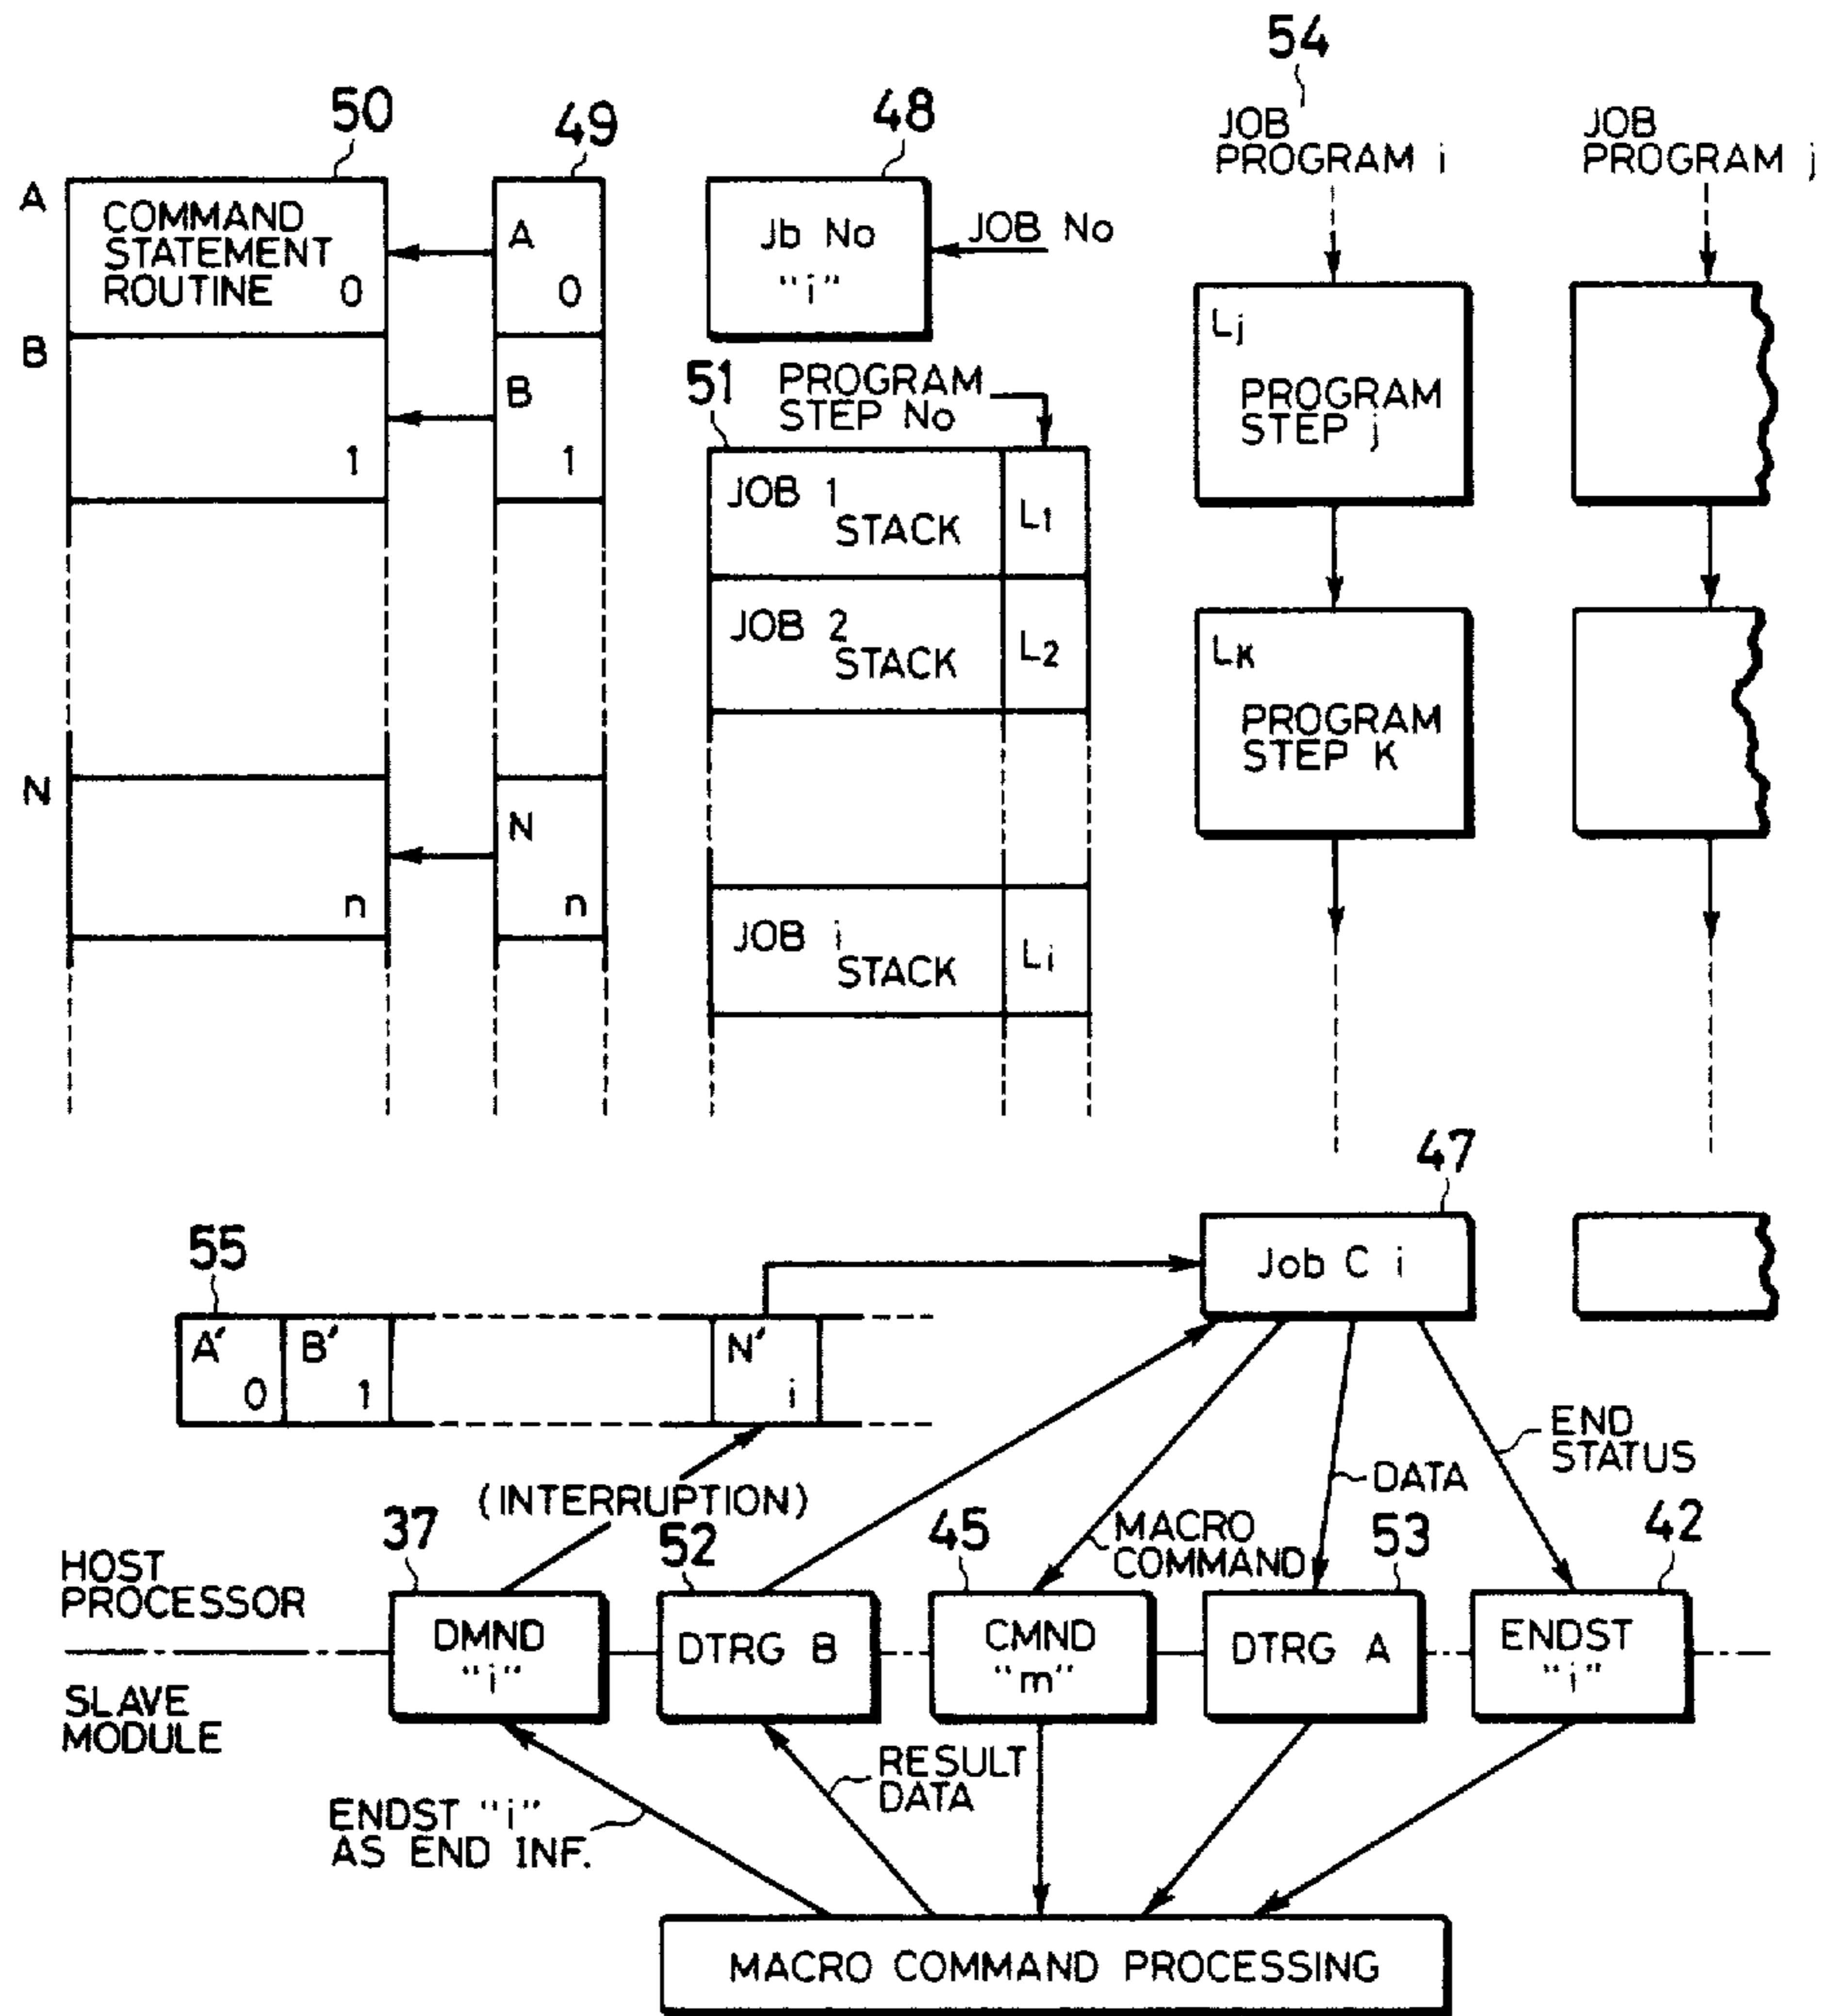 54
50
49
48
JOB
PROGRAM i
JOB
PROGRAM j
A
COMMAND
STATEMENT
ROUTINE 0
A
0
Jb No
"i"
JOB No
B
1
B
1
51
PROGRAM
STEP No
Lj
PROGRAM
STEP j
JOB 1
STACK
L1
JOB 2
STACK
L2
LK
PROGRAM
STEP K
N
n
N
n
JOB i
STACK
Li
47
Job C i
55
A'
0
B'
1
N'
i
END
STATUS
DATA
(INTERRUPTION)
MACRO
COMMAND
37
52
45
53
42
HOST
PROCESSOR
DMND
"i"
DTRG B
CMND
"m"
DTRG A
ENDST
"i"
SLAVE
MODULE
RESULT
DATA
ENDST "i"
AS END INF.
MACRO COMMAND PROCESSING